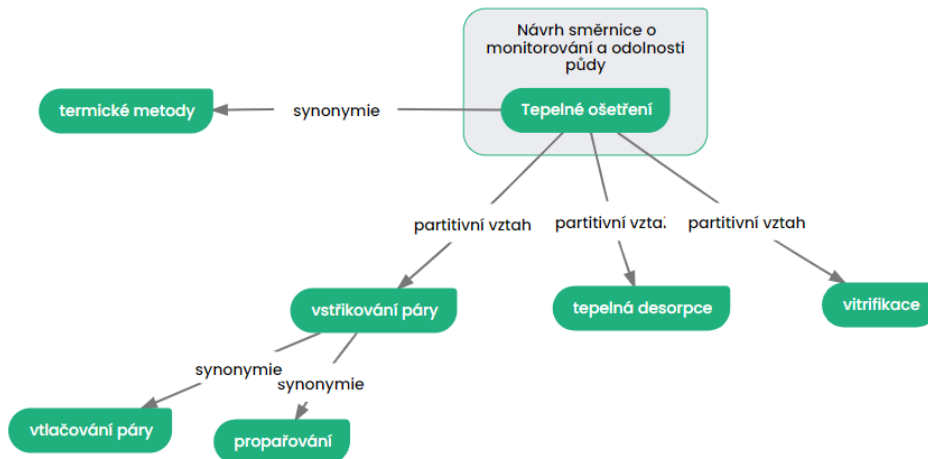 Návrh směrnice o
monitorování a odolnosti
půdy
termické metody
synonymie
Tepelné ošetření
partitivní vztah
partitivní vzta
partitivní vztah
vstřikování páry
tepelná desorpce
vitrifikace
synonymie
synonymie
vtlačování páry
propařování